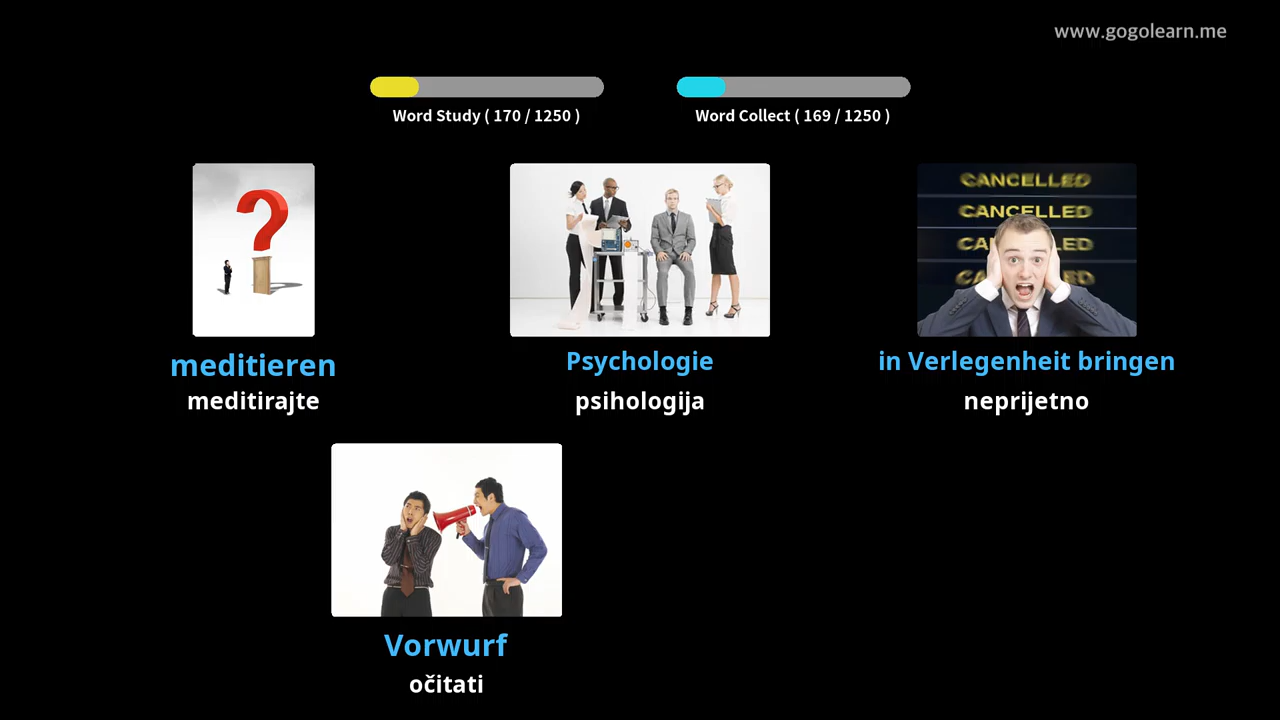 www.gogolearn.me
Word Study ( 170 / 1250 )
Word Collect ( 169 / 1250 )
CANCELLED
CANCELLED
meditieren
Psychologie
in Verlegenheit bringen
meditirajte
psihologija
neprijetno
Vorwurf
očitati